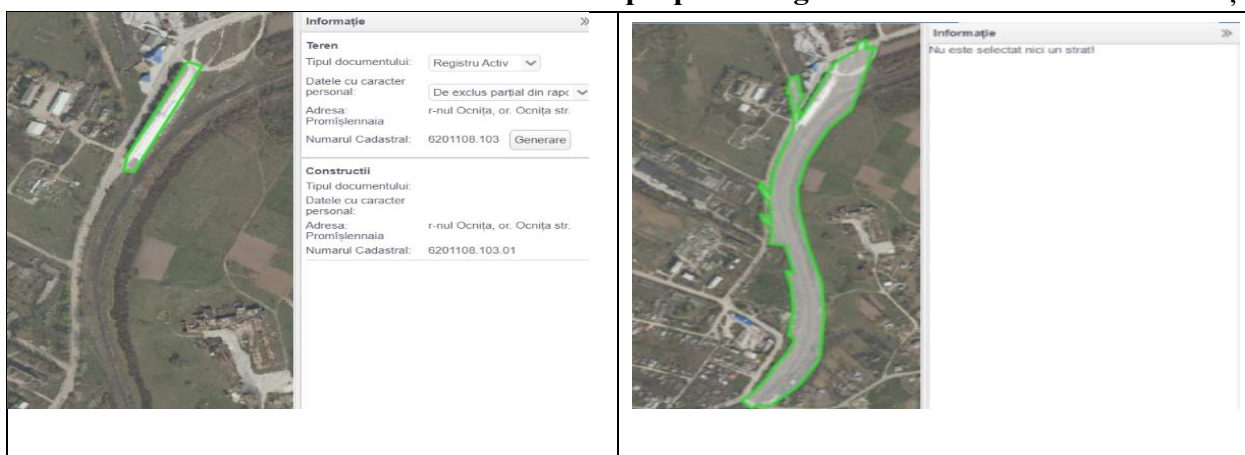 Informație
»
Teren
Tipul documentului: Registru Activ
Datele cu caracter
personal: De exclus parțial din rapo
Adresa: r-nul Ocnița, or. Ocnița str.
Promîșlennaia
Numarul Cadastral: 6201108.103 Generare
Constructii
Tipul documentului:
Datele cu caracter
personal:
Adresa: r-nul Ocnița, or. Ocnița str.
Promîșlennaia
Numarul Cadastral: 6201108.103.01
Informație
»
Nu este selectat nici un strat!